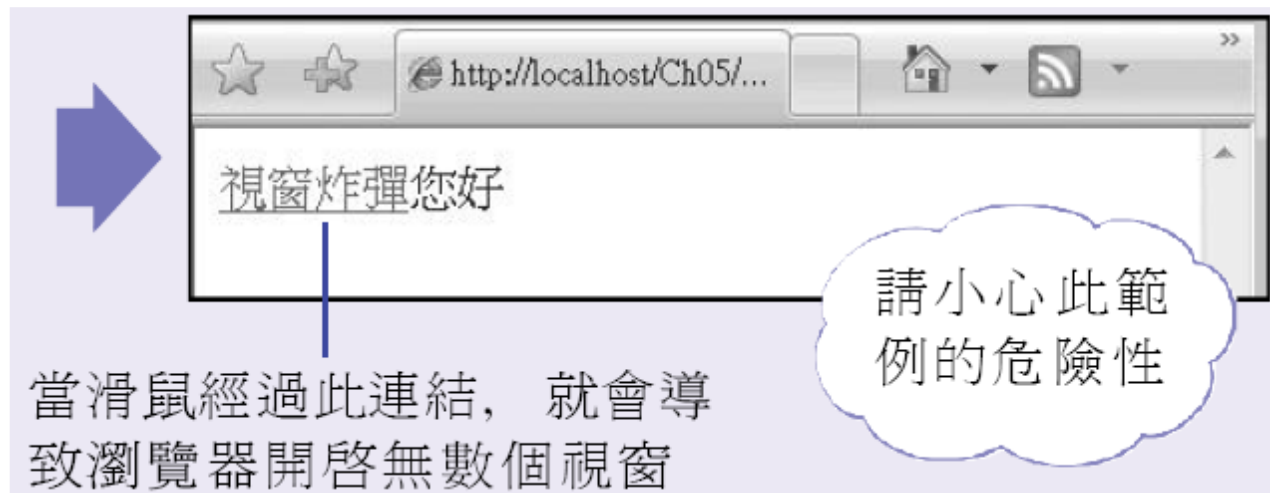 http://localhost/Ch05/...
»
視窗炸彈您好
請小心此範
例的危險性
當滑鼠經過此連結, 就會導
致瀏覽器開啓無數個視窗